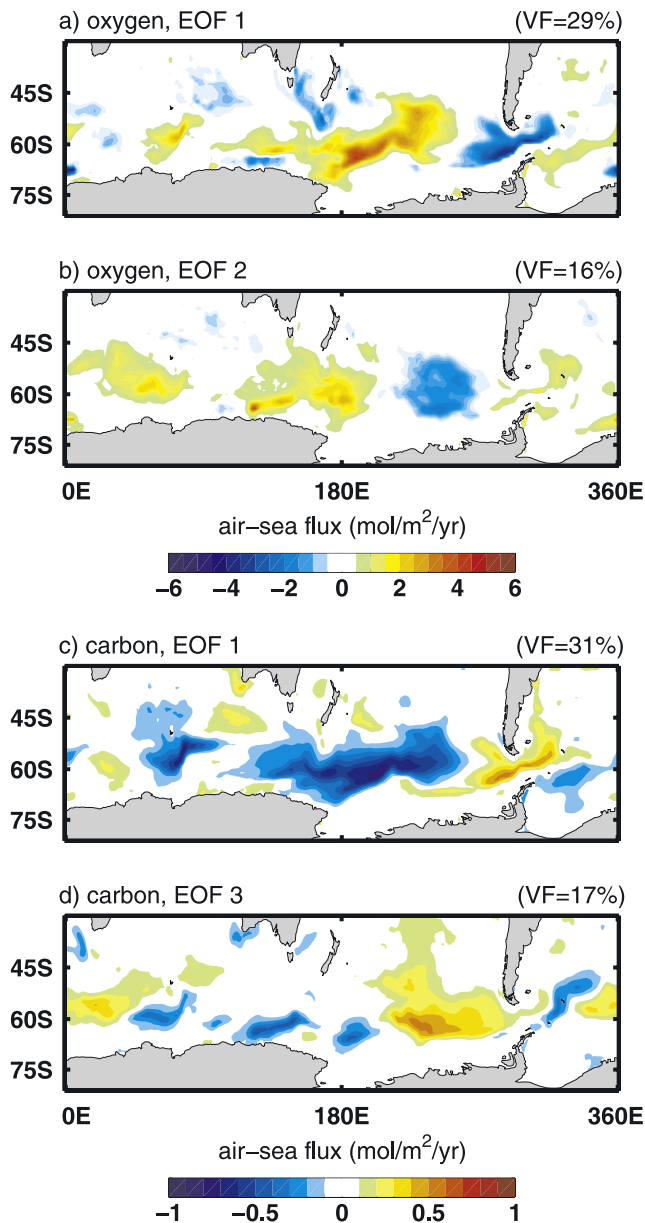 a) oxygen, EOF 1 (VF=29%)
45S
60S
75S
b) oxygen, EOF 2 (VF=16%)
45S
60S
75S
0E 180E 360E
air–sea flux (mol/m²/yr)
−6 −4 −2 0 2 4 6
c) carbon, EOF 1 (VF=31%)
45S
60S
75S
d) carbon, EOF 3 (VF=17%)
45S
60S
75S
0E 180E 360E
air–sea flux (mol/m²/yr)
−1 −0.5 0 0.5 1